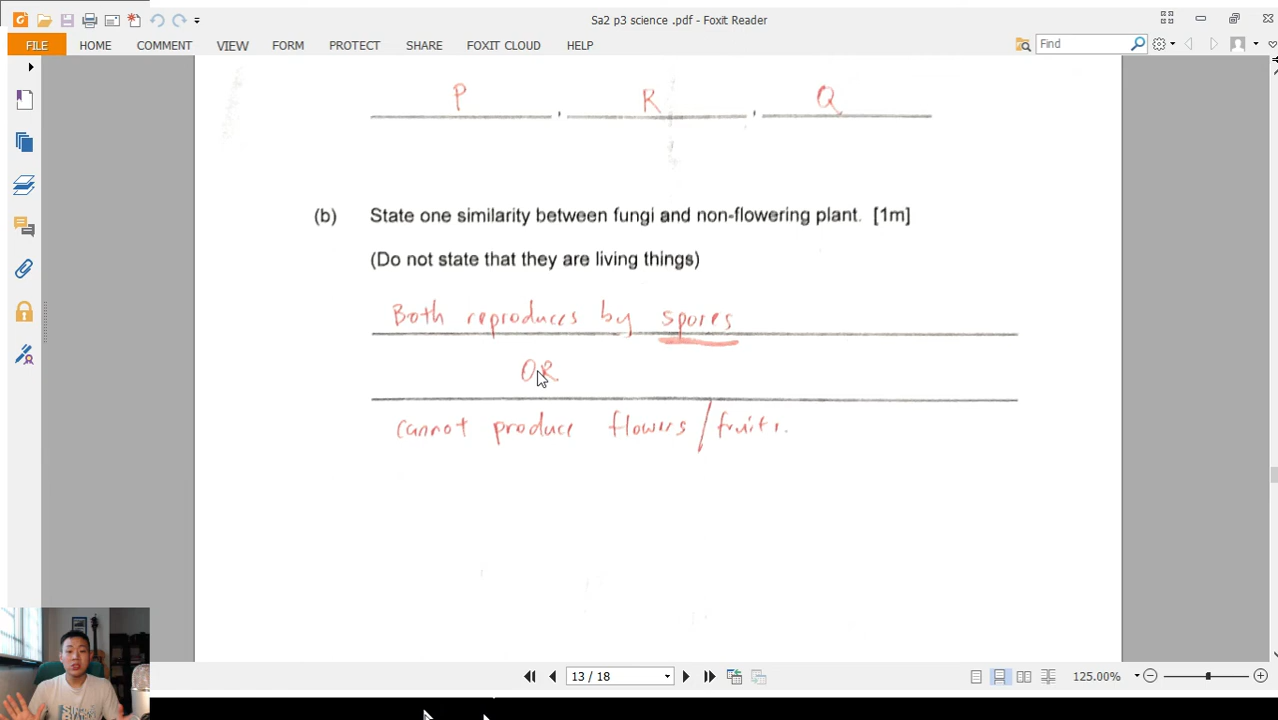 Sa2 p3 science .pdf - Foxit Reader
FILE HOME COMMENT VIEW FORM PROTECT SHARE FOXIT CLOUD HELP Find
P , R , Q
(b) State one similarity between fungi and non-flowering plant. [1m]
(Do not state that they are living things)
Both reproduces by spores
OR
cannot produce flowers/fruits.
13 / 18 125.00%